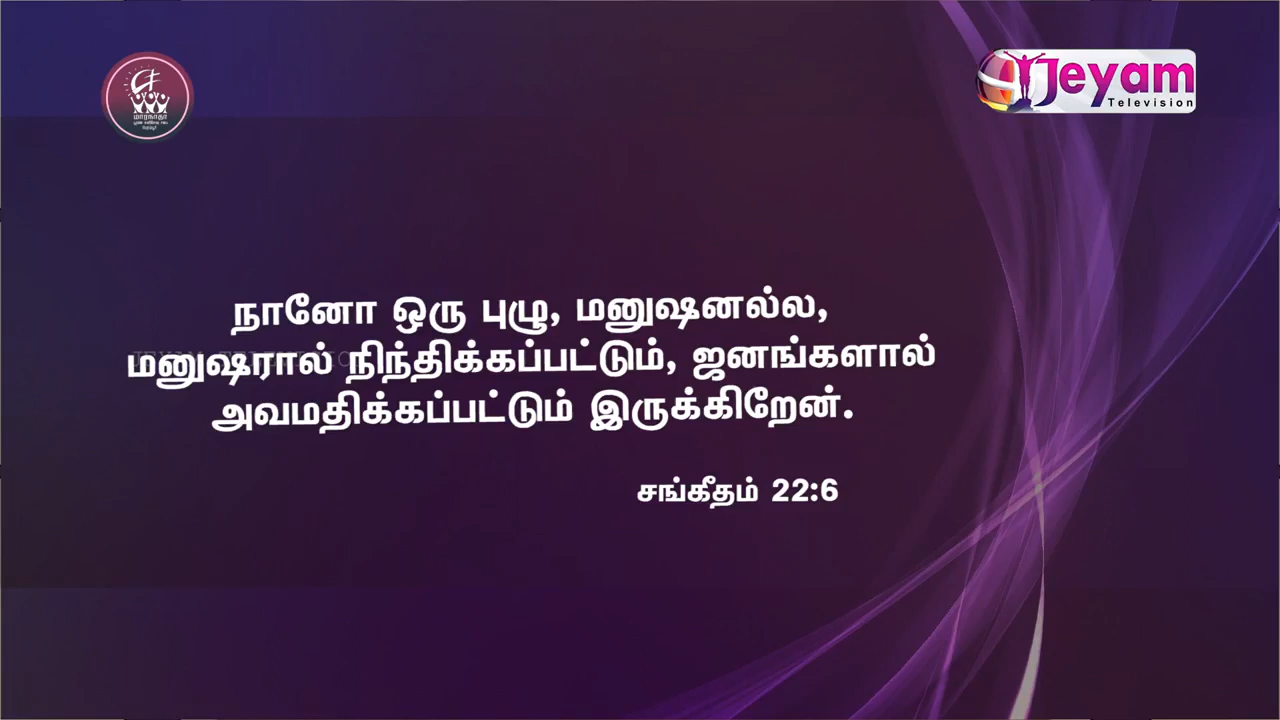 மாரநாதா
Jeyam
Television
நானோ ஒரு புழு, மனுஷனல்ல,
மனுஷரால் நிந்திக்கப்பட்டும், ஜனங்களால்
அவமதிக்கப்பட்டும் இருக்கிறேன்.
சங்கீதம் 22:6